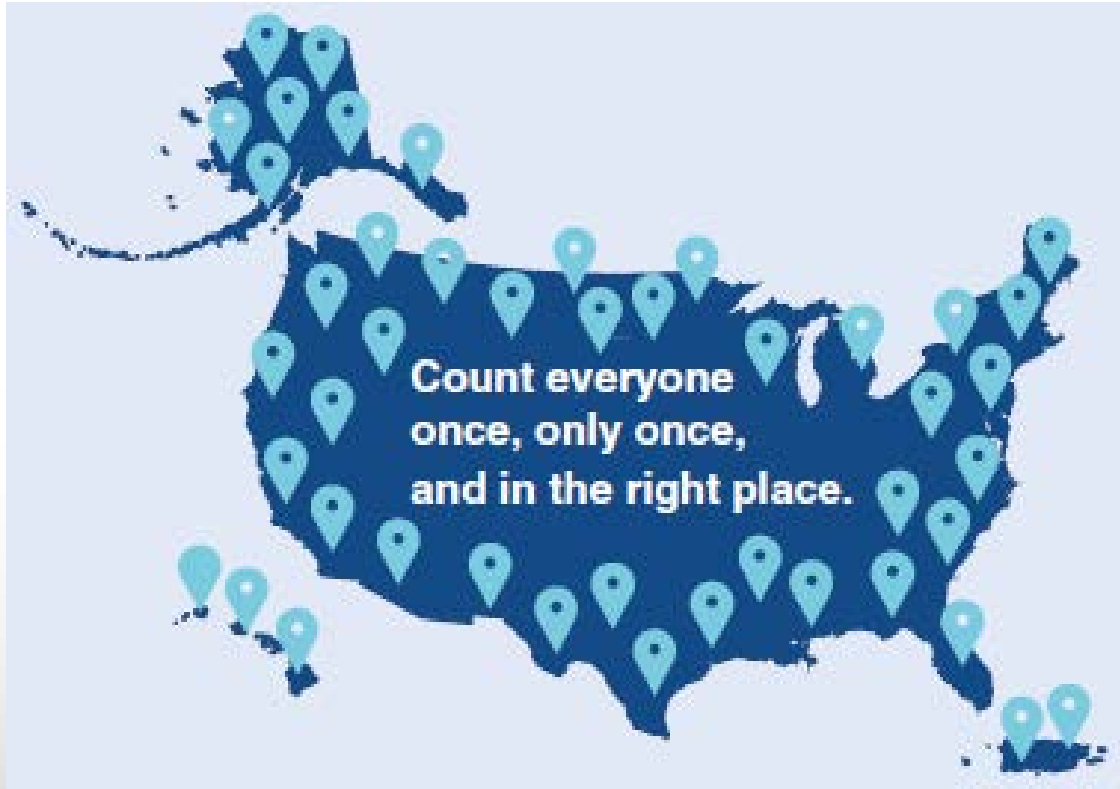 Count everyone
once, only once,
and in the right place.